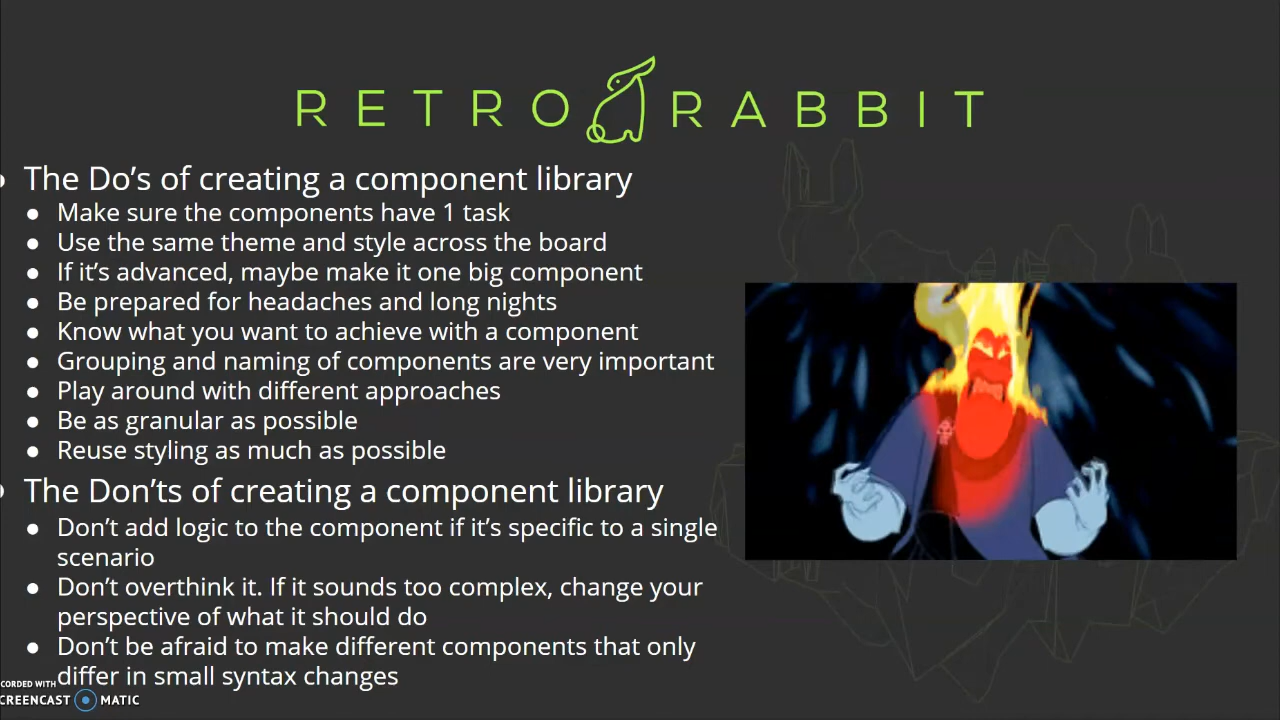 RETRO RABBIT
The Do’s of creating a component library
Make sure the components have 1 task
Use the same theme and style across the board
If it’s advanced, maybe make it one big component
Be prepared for headaches and long nights
Know what you want to achieve with a component
Grouping and naming of components are very important
Play around with different approaches
Be as granular as possible
Reuse styling as much as possible
The Don’ts of creating a component library
Don’t add logic to the component if it’s specific to a single
scenario
Don’t overthink it. If it sounds too complex, change your
perspective of what it should do
Don’t be afraid to make different components that only
differ in small syntax changes
CORDED WITH
CREENCAST MATIC